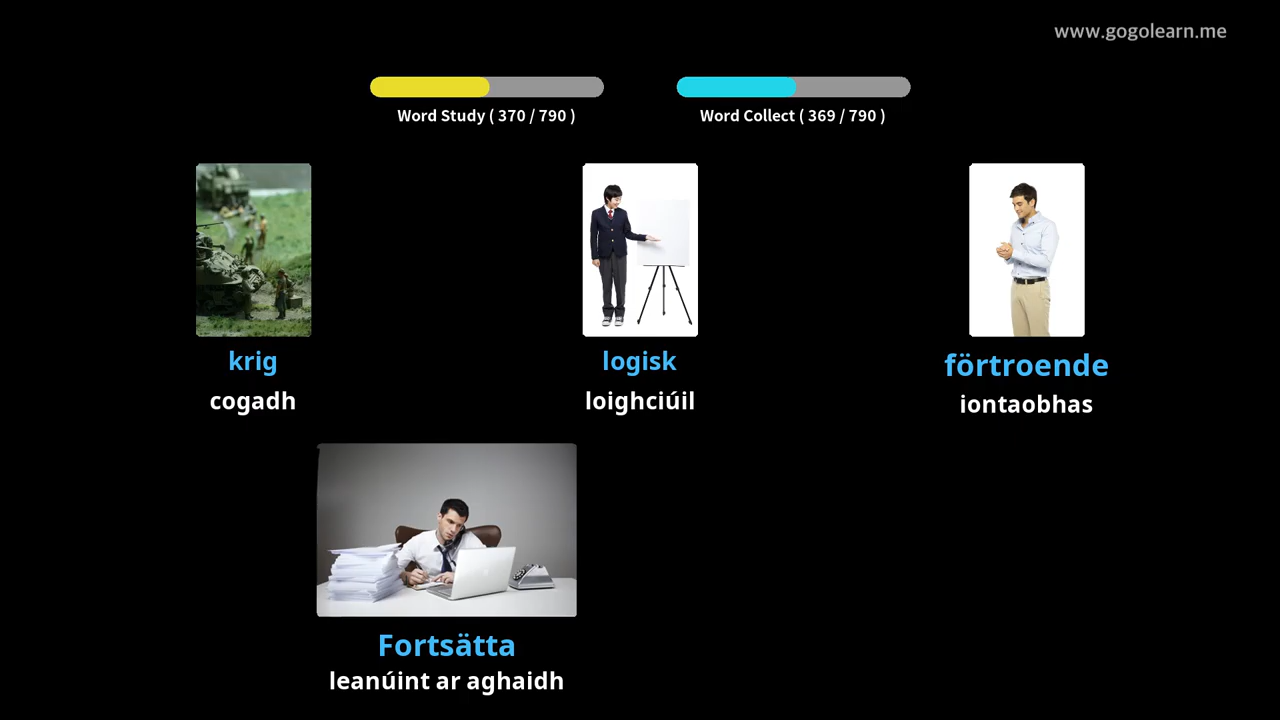 www.gogolearn.me
Word Study ( 370 / 790 )
Word Collect ( 369 / 790 )
krig
cogadh
logisk
loighciúil
förtroende
iontaobhas
Fortsätta
leanúint ar aghaidh